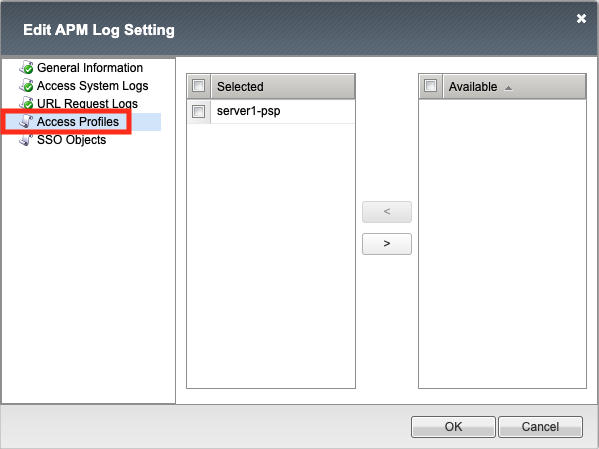 Edit APM Log Setting
General Information
Access System Logs
URL Request Logs
Access Profiles
SSO Objects
Selected
server1-psp
<
>
Available
OK
Cancel